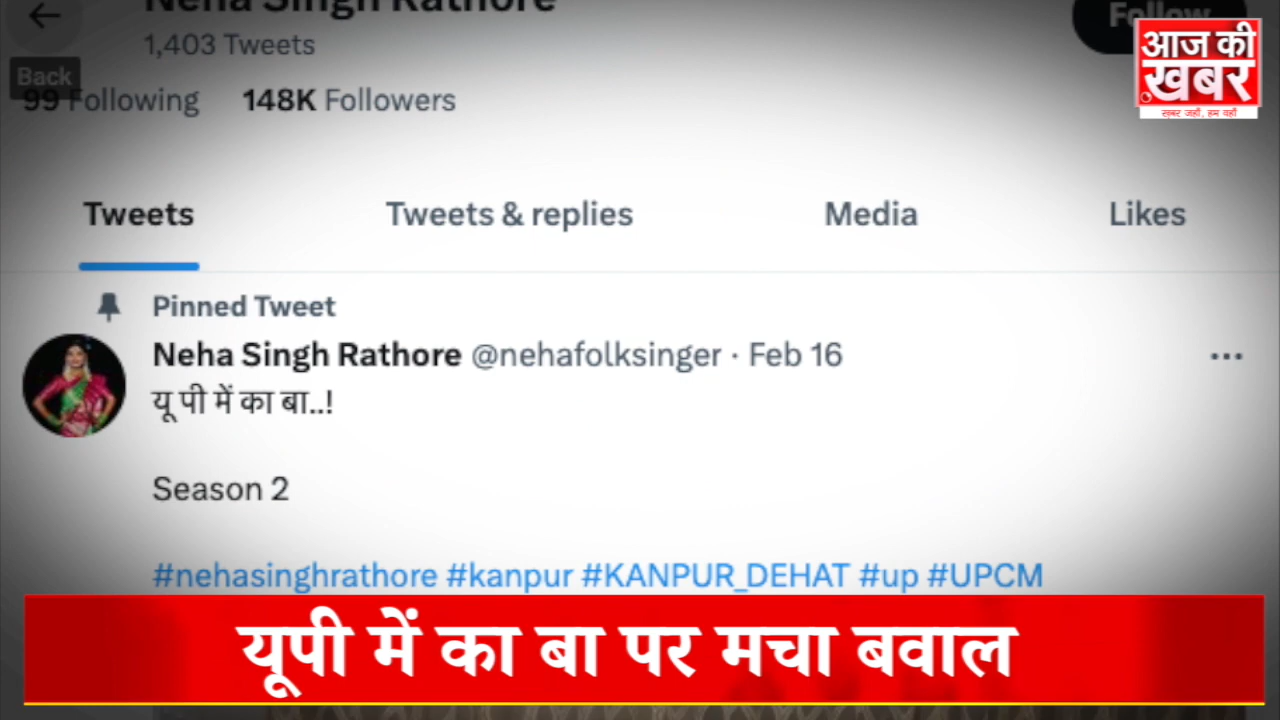 Neha Singh Rathore
1,403 Tweets
Follow
Back
99 Following 148K Followers
आज की
ख़बर
ख़बर जहाँ, हम वहाँ
Tweets Tweets & replies Media Likes
Pinned Tweet
Neha Singh Rathore @nehafolksinger · Feb 16
यू पी में का बा..!
Season 2
#nehasinghrathore #kanpur #KANPUR_DEHAT #up #UPCM
यूपी में का बा पर मचा बवाल